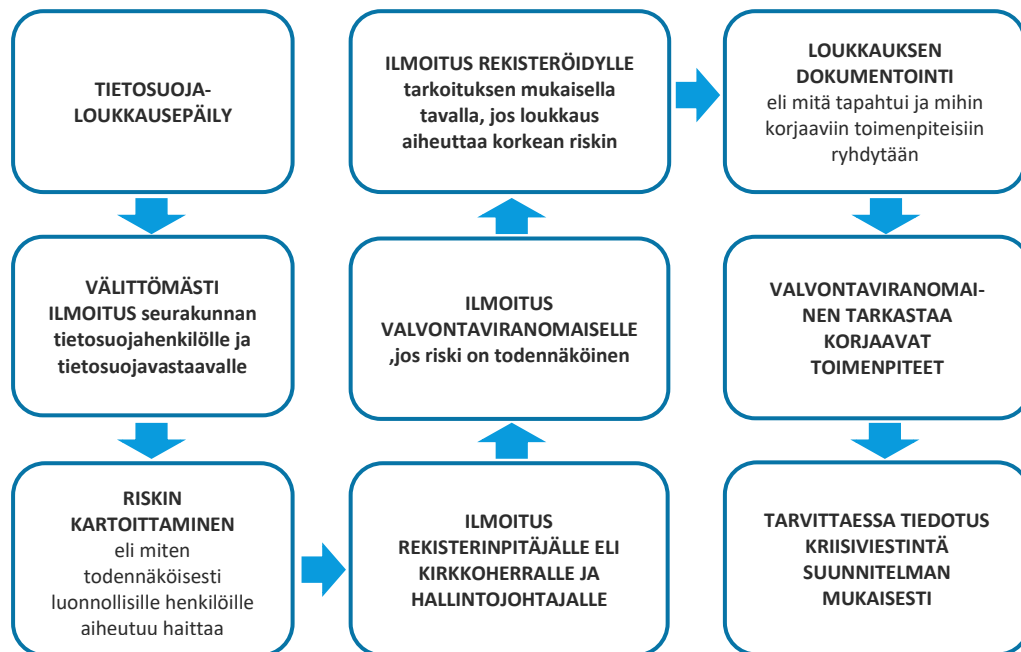 TIETOSUOJA-
LOUKKAUSEPÄILY
VÄLITTÖMÄSTI
ILMOITUS seurakunnan
tietosuojahenkilölle ja
tietosuojavastaavalle
RISKIN
KARTOITTAMINEN
eli miten
todennäköisesti
luonnollisille henkilöille
aiheutuu haittaa
ILMOITUS
REKISTERINPITÄJÄLLE ELI
KIRKKOHERRALLE JA
HALLINTOJOHTAJALLE
ILMOITUS
VALVONTAVIRANOMAISELLE
,jos riski on todennäköinen
ILMOITUS REKISTERÖIDYLLE
tarkoituksen mukaisella
tavalla, jos loukkaus
aiheuttaa korkean riskin
LOUKKAUKSEN
DOKUMENTOINTI
eli mitä tapahtui ja mihin
korjaaviin toimenpiteisiin
ryhdytään
VALVONTAVIRANOMAI-
NEN TARKASTAA
KORJAAVAT
TOIMENPITEET
TARVITTAESSA TIEDOTUS
KRIISIVIESTINTÄ
SUUNNITELMAN
MUKAISESTI